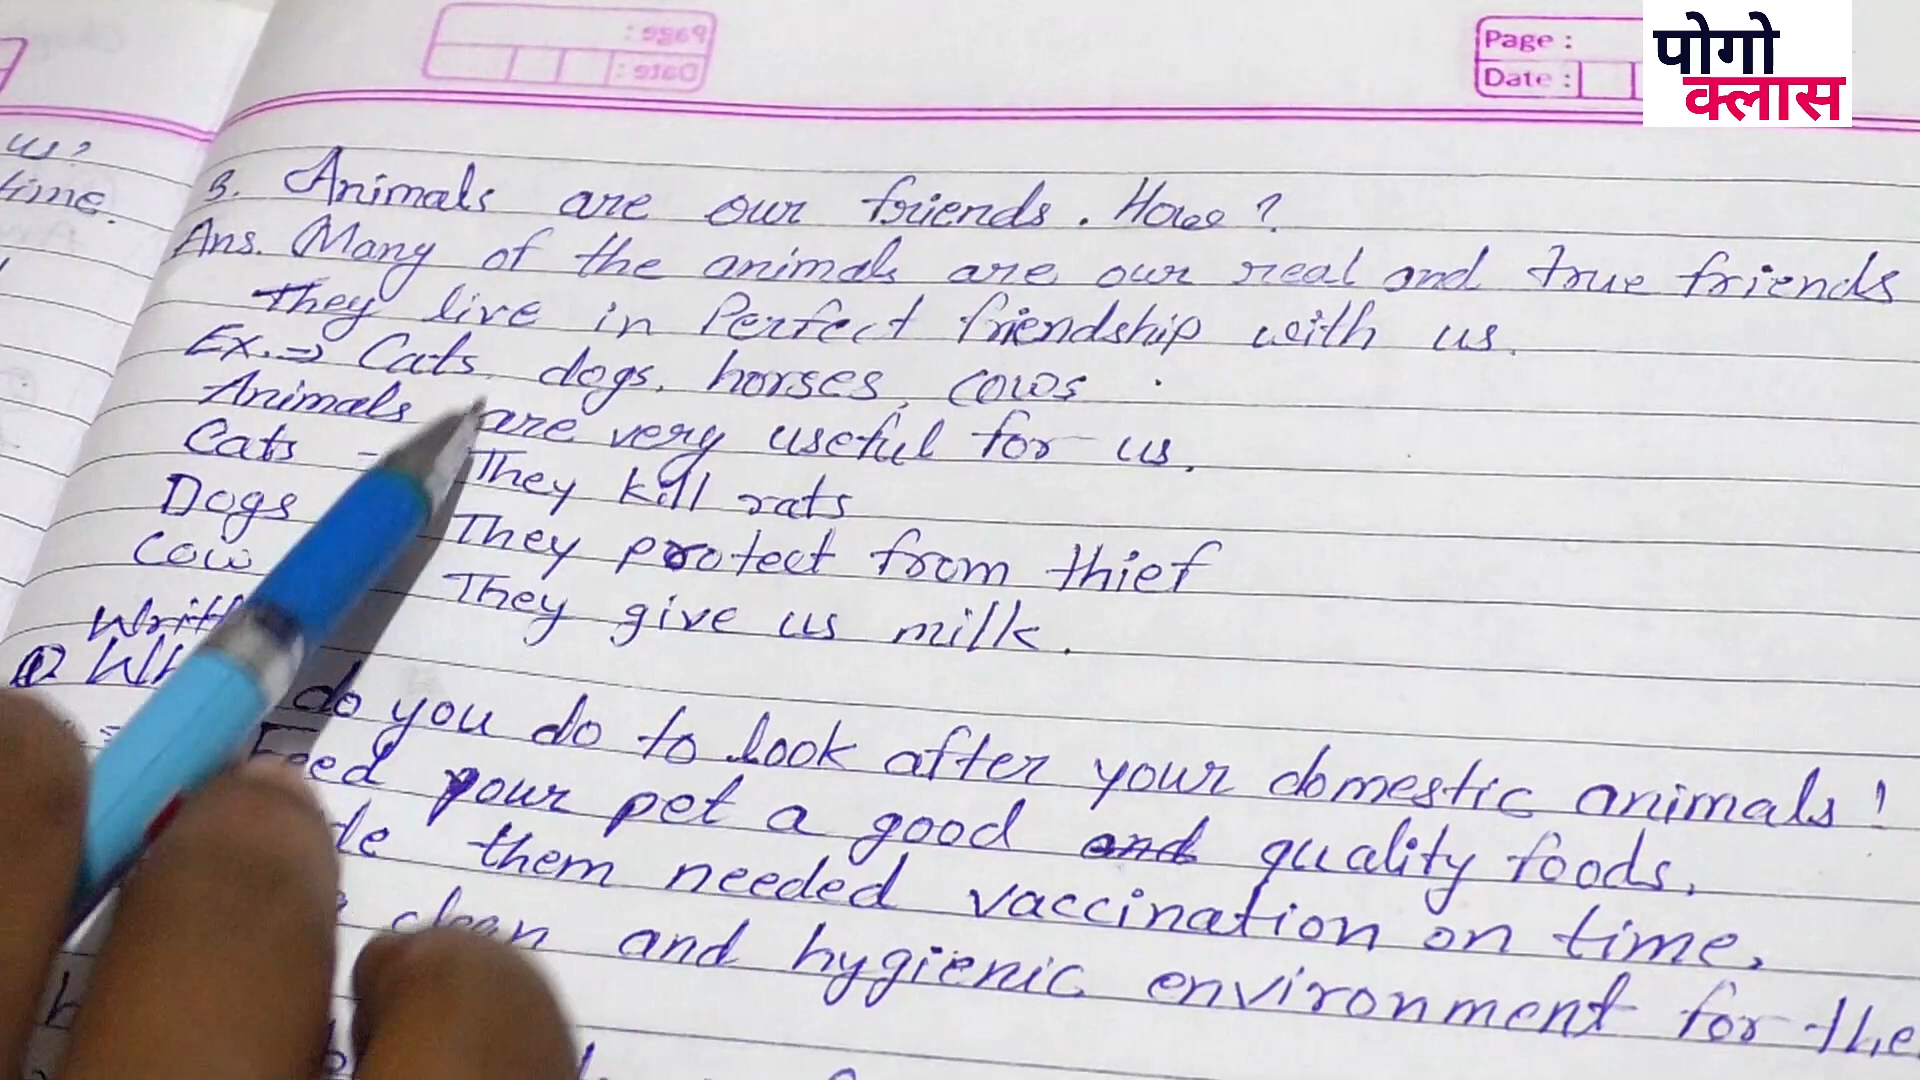 Page :
Date :
पोगो
क्लास
us?
time.
3. Animals are our friends. How?
Ans. Many of the animals are our real and true friends
They live in Perfect friendship with us.
Ex.⇒ Cats, dogs, horses, cows .
Animals are very useful for us.
Cats - They kill rats
Dogs They protect from thief
Cow They give us milk.
do you do to look after your domestic animals!
Feed your pet a good and quality foods.
them needed vaccination on time.
clean and hygienic environment for the